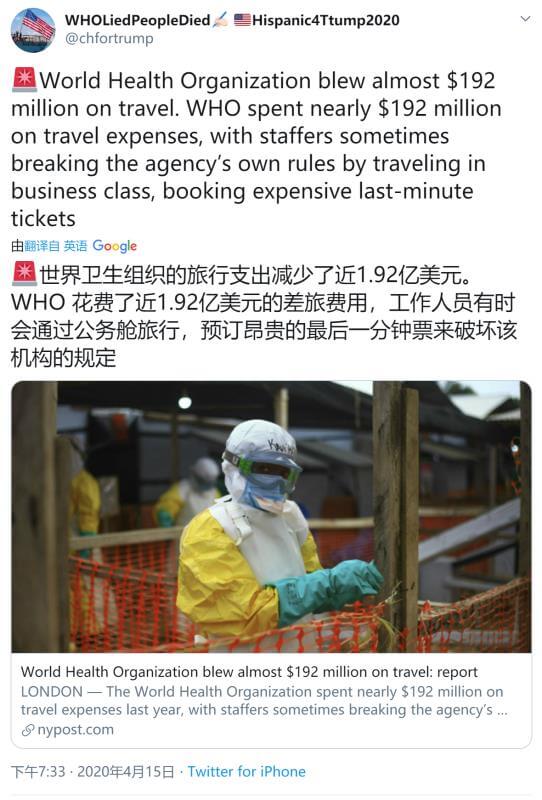 WHOLiedPeopleDied✍🏻 🇺🇸Hispanic4Ttump2020
@chfortrump
🚨World Health Organization blew almost $192
million on travel. WHO spent nearly $192 million
on travel expenses, with staffers sometimes
breaking the agency’s own rules by traveling in
business class, booking expensive last-minute
tickets
由翻译自 英语 Google
🚨世界卫生组织的旅行支出减少了近1.92亿美元。
WHO 花费了近1.92亿美元的差旅费用，工作人员有时
会通过公务舱旅行，预订昂贵的最后一分钟票来破坏该
机构的规定
World Health Organization blew almost $192 million on travel: report
LONDON — The World Health Organization spent nearly $192 million on
travel expenses last year, with staffers sometimes breaking the agency’s ...
nypost.com
下午7:33 · 2020年4月15日 · Twitter for iPhone